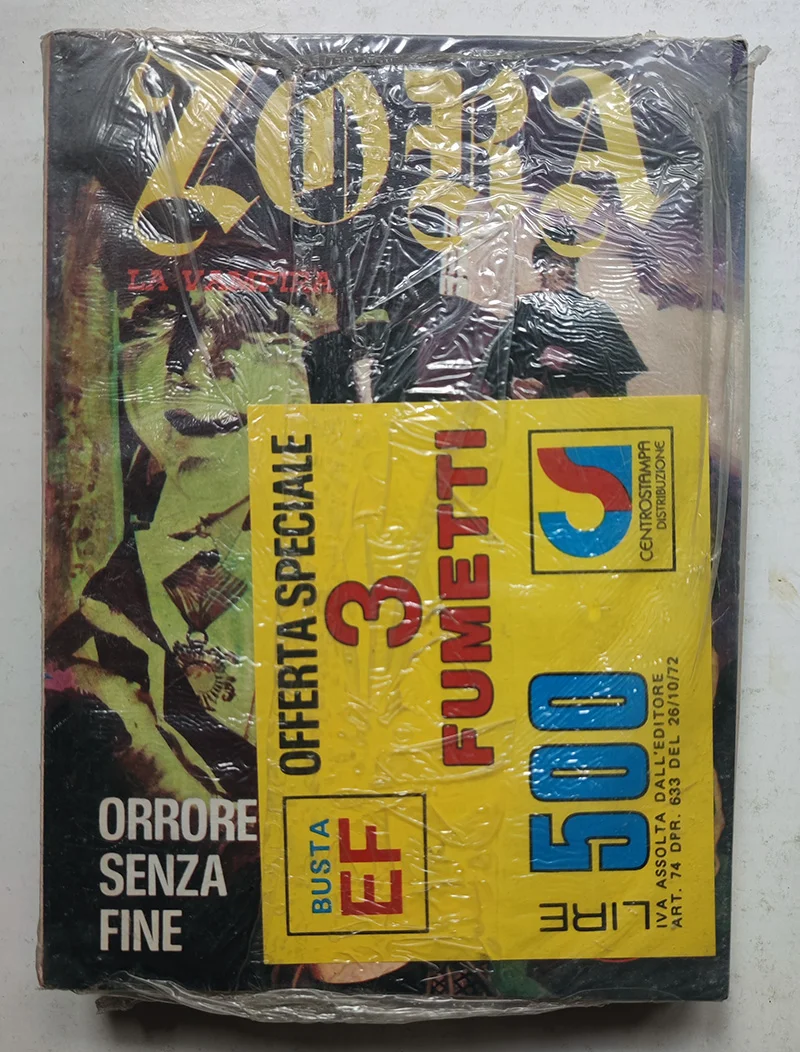 ZORA
LA VAMPIRA
ORRORE
SENZA
FINE
OFFERTA SPECIALE
3
FUMETTI
BUSTA
EF
LIRE 500
CENTROSTAMPA
DISTRIBUZIONE
IVA ASSOLTA DALL'EDITORE
ART. 74 DPR. 633 DEL 26/10/72